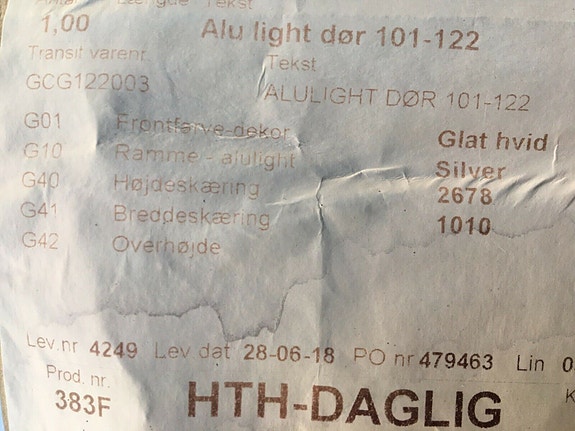 Tekst
1,00 Alu light dør 101-122
Transit varenr Tekst
GCG122003 ALULIGHT DØR 101-122
G01 Frontfarve-dekor Glat hvid
G10 Ramme - alulight Silver
G40 Højdeskæring 2678
G41 Breddeskæring 1010
G42 Overhøjde
Lev.nr 4249 Lev dat 28-06-18 PO nr 479463 Lin
Prod. nr.
383F HTH-DAGLIG